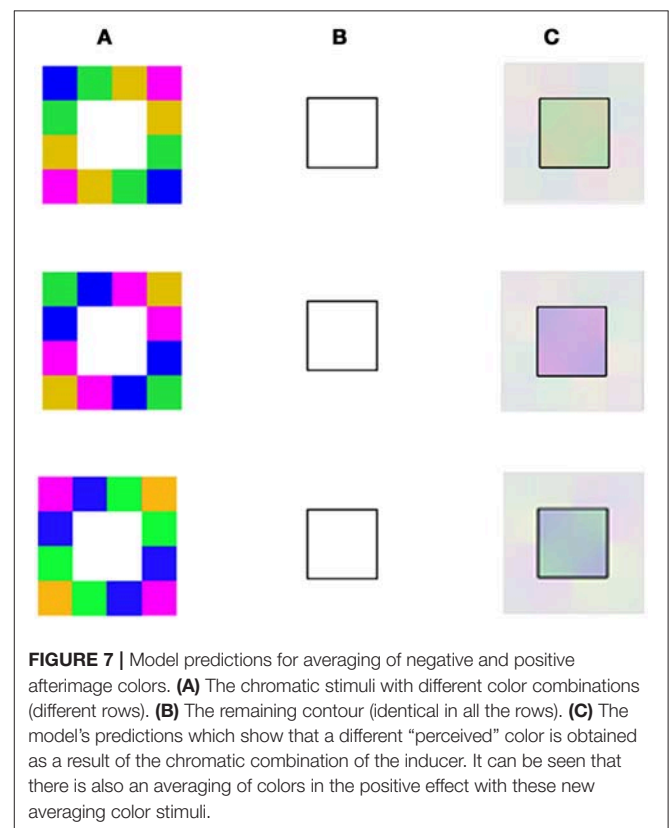 A B C
FIGURE 7 | Model predictions for averaging of negative and positive
afterimage colors. (A) The chromatic stimuli with different color combinations
(different rows). (B) The remaining contour (identical in all the rows). (C) The
model's predictions which show that a different “perceived” color is obtained
as a result of the chromatic combination of the inducer. It can be seen that
there is also an averaging of colors in the positive effect with these new
averaging color stimuli.